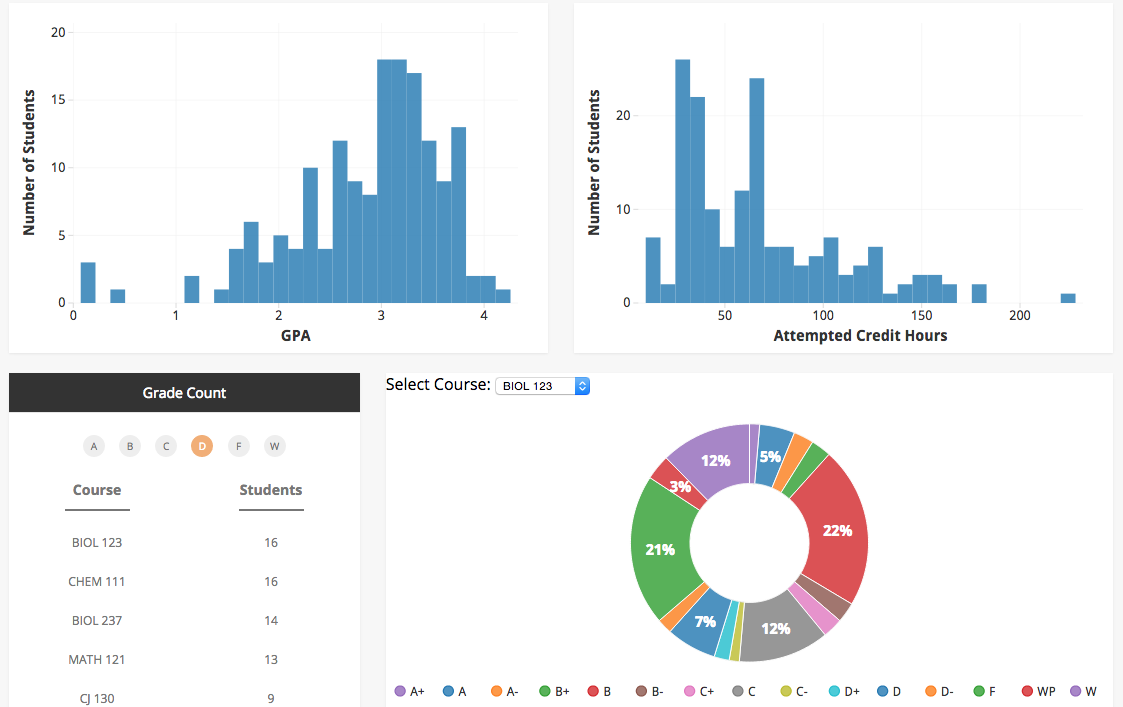 20
15
10
5
0
Number of Students
0 1 2 3 4
GPA
20
10
0
Number of Students
50 100 150 200
Attempted Credit Hours
Grade Count
A B C D F W
Course Students
BIOL 123 16
CHEM 111 16
BIOL 237 14
MATH 121 13
CJ 130 9
Select Course: BIOL 123
12%
5%
3%
22%
21%
7%
12%
A+ A A- B+ B B- C+ C C- D+ D D- F WP W